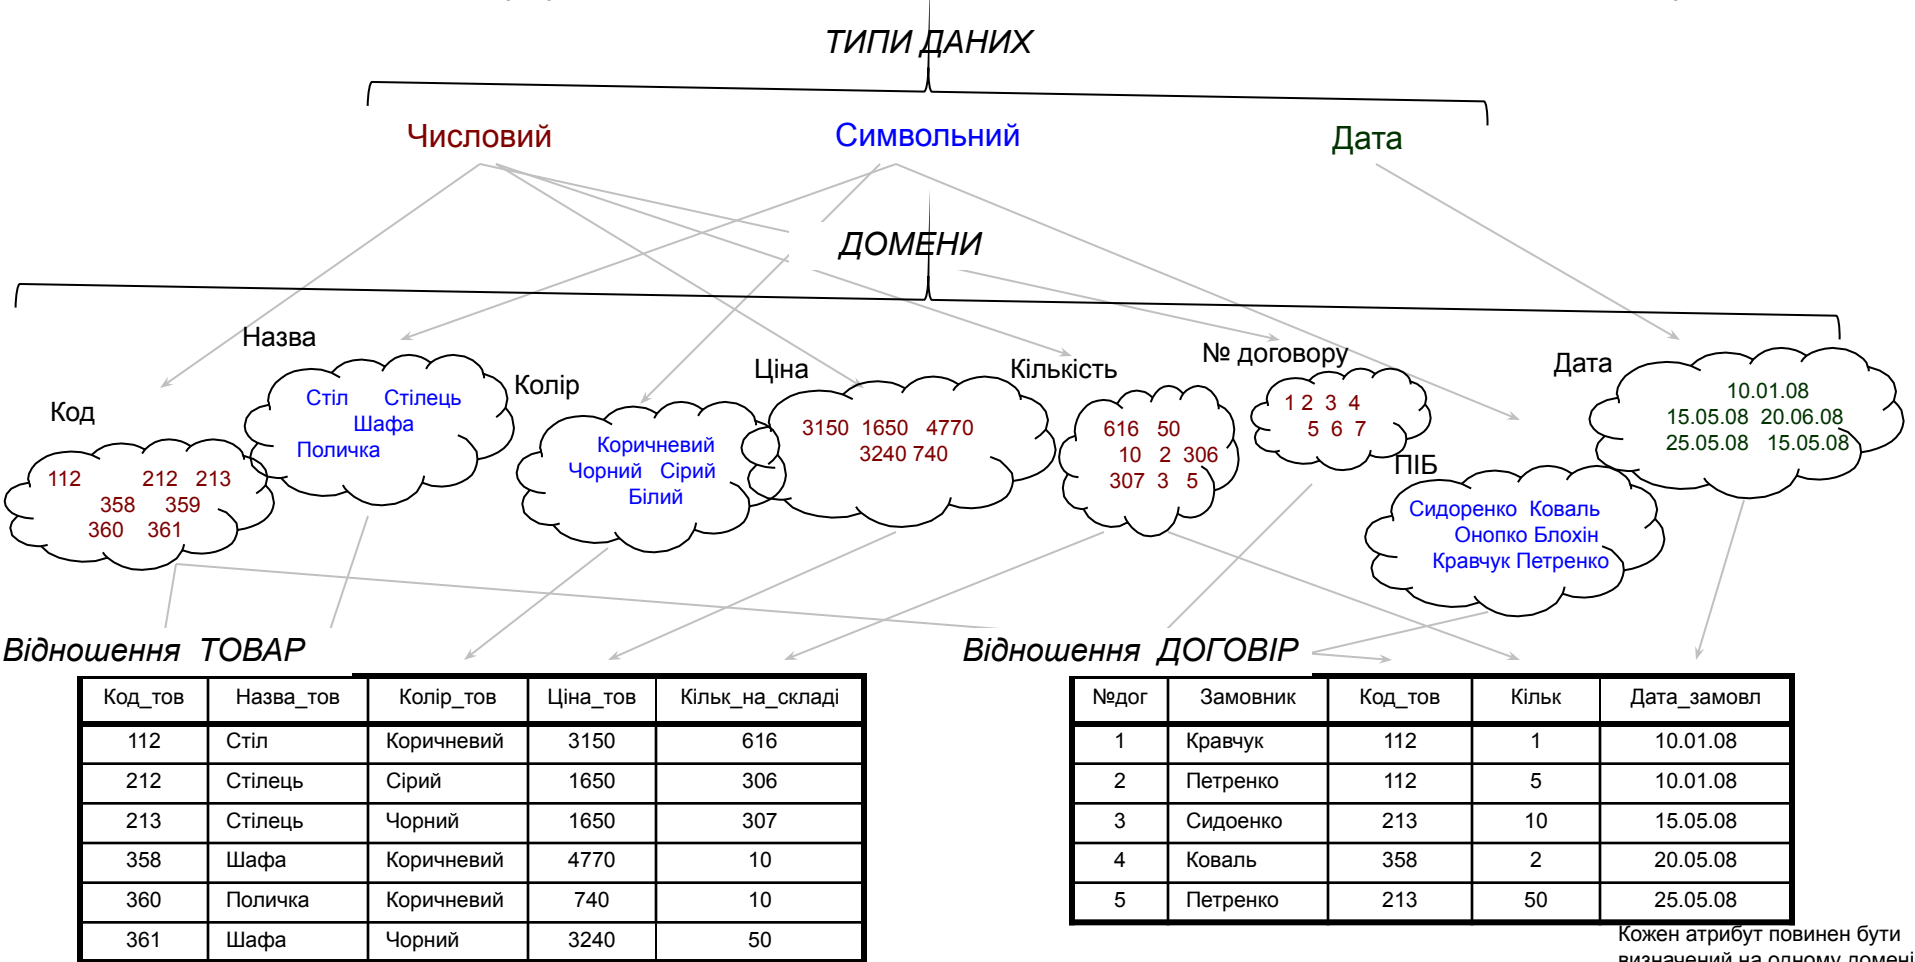 ТИПИ ДАНИХ
Числовий Символьний Дата
ДОМЕНИ
Назва
Стіл Стілець
Шафа
Поличка
Код
112 212 213
358 359
360 361
Колір
Коричневий
Чорний Сірий
Білий
Ціна
3150 1650 4770
3240 740
Кількість
616 50
10 2 306
307 3 5
№ договору
1 2 3 4
5 6 7
ПІБ
Сидоренко Коваль
Онопко Блохін
Кравчук Петренко
Дата
10.01.08
15.05.08 20.06.08
25.05.08 15.05.08
Відношення ТОВАР
Код_тов Назва_тов Колір_тов Ціна_тов Кільк_на_складі
112 Стіл Коричневий 3150 616
212 Стілець Сірий 1650 306
213 Стілець Чорний 1650 307
358 Шафа Коричневий 4770 10
360 Поличка Коричневий 740 10
361 Шафа Чорний 3240 50
Відношення ДОГОВІР
№дог Замовник Код_тов Кільк Дата_замовл
1 Кравчук 112 1 10.01.08
2 Петренко 112 5 10.01.08
3 Сидоенко 213 10 15.05.08
4 Коваль 358 2 20.05.08
5 Петренко 213 50 25.05.08
Кожен атрибут повинен бути
визначений на одному домені